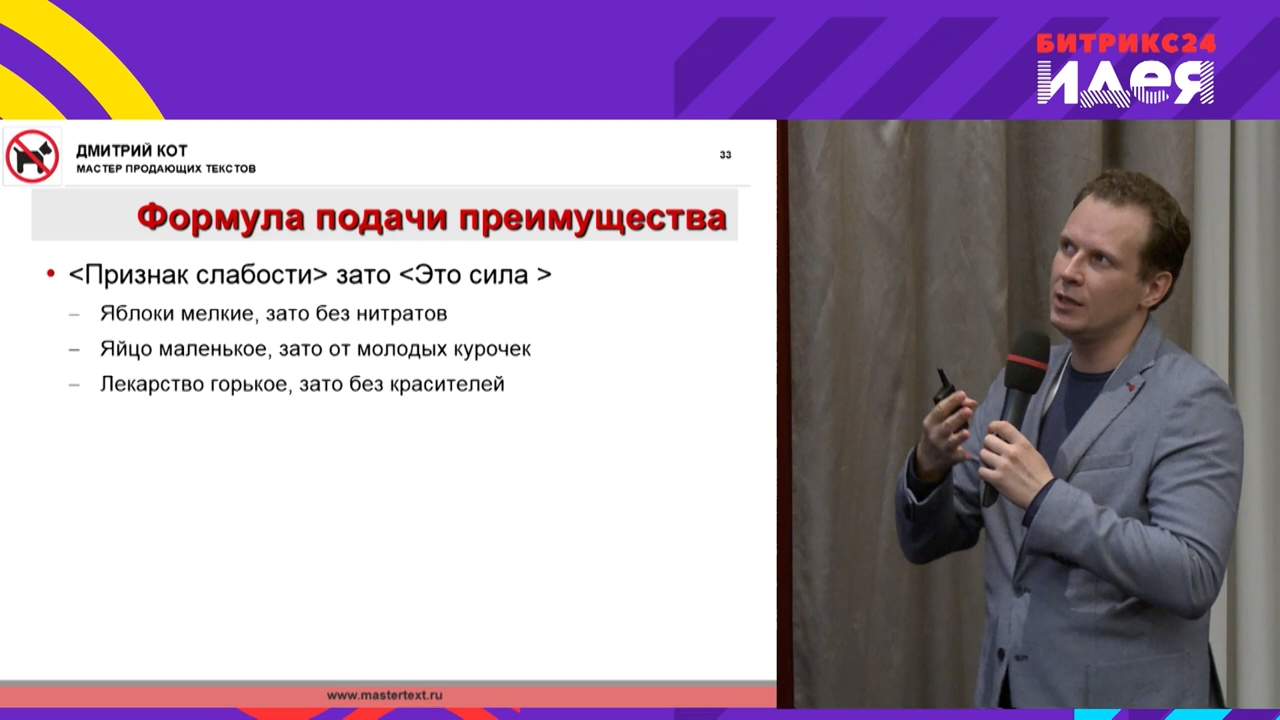 БИТРИКС24
идея
ДМИТРИЙ КОТ
МАСТЕР ПРОДАЮЩИХ ТЕКСТОВ
33
Формула подачи преимущества
• <Признак слабости> зато <Это сила >
– Яблоки мелкие, зато без нитратов
– Яйцо маленькое, зато от молодых курочек
– Лекарство горькое, зато без красителей
www.mastertext.ru